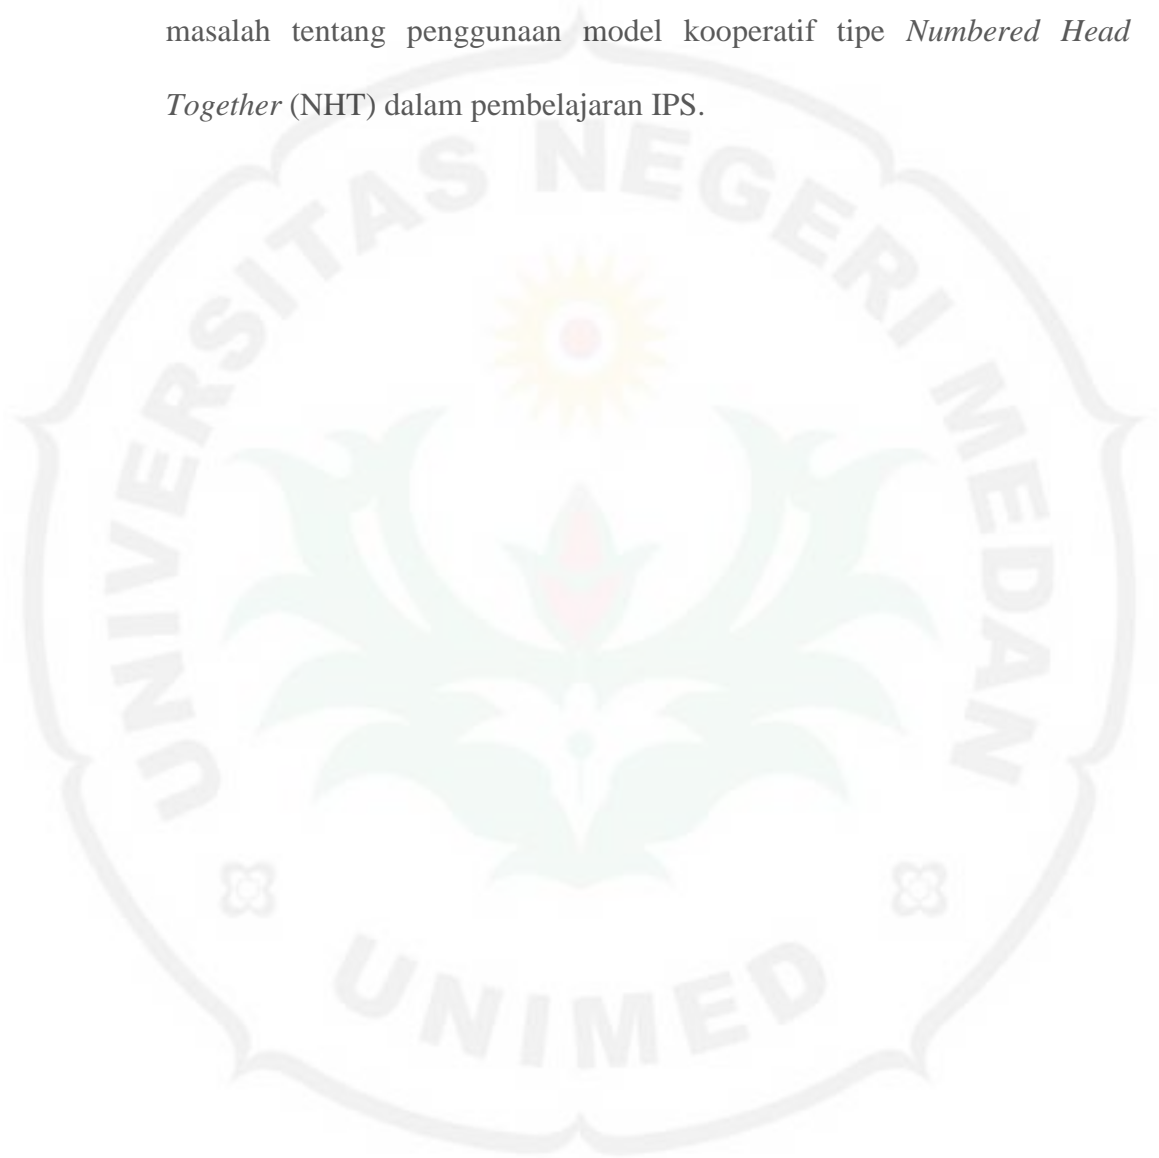 masalah tentang penggunaan model kooperatif tipe Numbered Head
Together (NHT) dalam pembelajaran IPS.
UNIVERSITAS NEGERI MEDAN
UNIMED